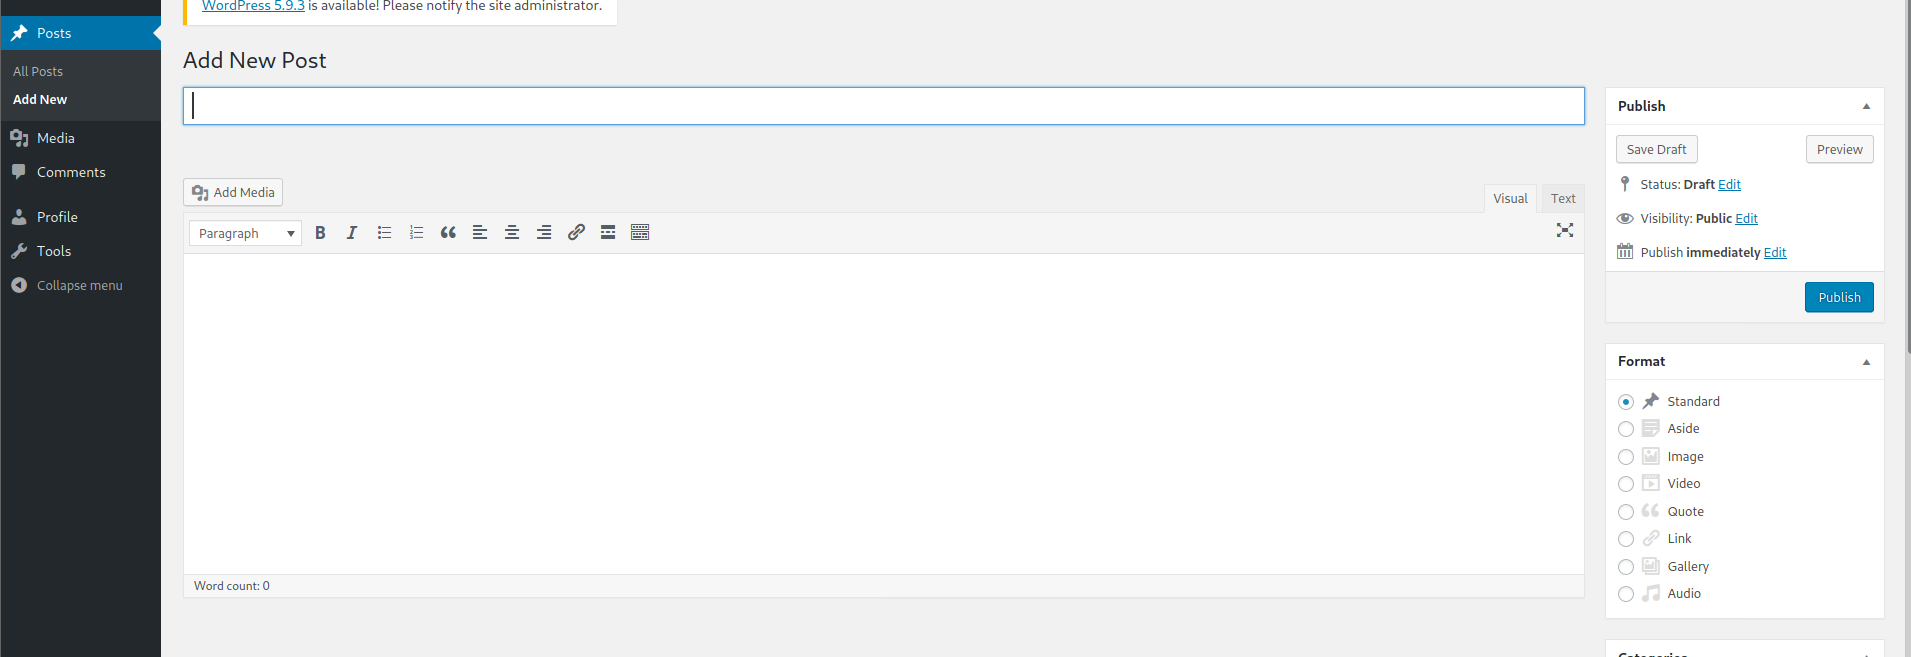 WordPress 5.9.3 is available! Please notify the site administrator.
Posts
All Posts
Add New
Media
Comments
Profile
Tools
Collapse menu
Add New Post
Add Media
Visual
Text
Paragraph
Word count: 0
Publish
Save Draft
Preview
Status: Draft Edit
Visibility: Public Edit
Publish immediately Edit
Publish
Format
Standard
Aside
Image
Video
Quote
Link
Gallery
Audio
Categories